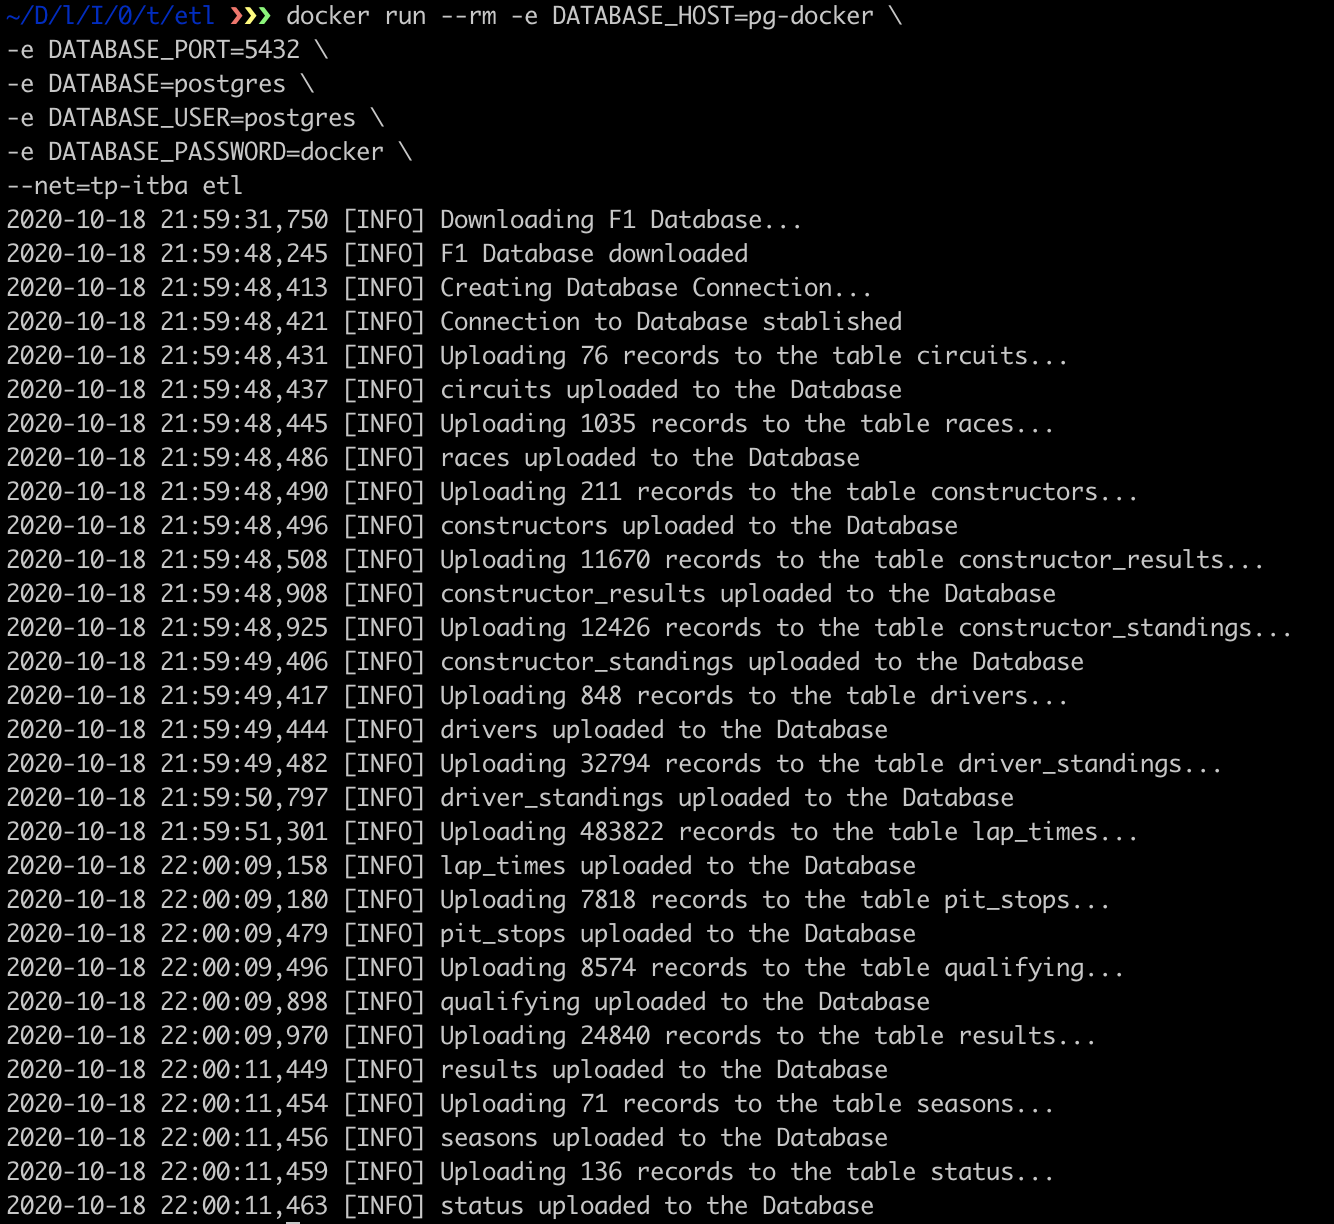 ~/D/l/I/0/t/etl ❯❯❯ docker run --rm -e DATABASE_HOST=pg-docker \
-e DATABASE_PORT=5432 \
-e DATABASE=postgres \
-e DATABASE_USER=postgres \
-e DATABASE_PASSWORD=docker \
--net=tp-itba etl
2020-10-18 21:59:31,750 [INFO] Downloading F1 Database...
2020-10-18 21:59:48,245 [INFO] F1 Database downloaded
2020-10-18 21:59:48,413 [INFO] Creating Database Connection...
2020-10-18 21:59:48,421 [INFO] Connection to Database stablished
2020-10-18 21:59:48,431 [INFO] Uploading 76 records to the table circuits...
2020-10-18 21:59:48,437 [INFO] circuits uploaded to the Database
2020-10-18 21:59:48,445 [INFO] Uploading 1035 records to the table races...
2020-10-18 21:59:48,486 [INFO] races uploaded to the Database
2020-10-18 21:59:48,490 [INFO] Uploading 211 records to the table constructors...
2020-10-18 21:59:48,496 [INFO] constructors uploaded to the Database
2020-10-18 21:59:48,508 [INFO] Uploading 11670 records to the table constructor_results...
2020-10-18 21:59:48,908 [INFO] constructor_results uploaded to the Database
2020-10-18 21:59:48,925 [INFO] Uploading 12426 records to the table constructor_standings...
2020-10-18 21:59:49,406 [INFO] constructor_standings uploaded to the Database
2020-10-18 21:59:49,417 [INFO] Uploading 848 records to the table drivers...
2020-10-18 21:59:49,444 [INFO] drivers uploaded to the Database
2020-10-18 21:59:49,482 [INFO] Uploading 32794 records to the table driver_standings...
2020-10-18 21:59:50,797 [INFO] driver_standings uploaded to the Database
2020-10-18 21:59:51,301 [INFO] Uploading 483822 records to the table lap_times...
2020-10-18 22:00:09,158 [INFO] lap_times uploaded to the Database
2020-10-18 22:00:09,180 [INFO] Uploading 7818 records to the table pit_stops...
2020-10-18 22:00:09,479 [INFO] pit_stops uploaded to the Database
2020-10-18 22:00:09,496 [INFO] Uploading 8574 records to the table qualifying...
2020-10-18 22:00:09,898 [INFO] qualifying uploaded to the Database
2020-10-18 22:00:09,970 [INFO] Uploading 24840 records to the table results...
2020-10-18 22:00:11,449 [INFO] results uploaded to the Database
2020-10-18 22:00:11,454 [INFO] Uploading 71 records to the table seasons...
2020-10-18 22:00:11,456 [INFO] seasons uploaded to the Database
2020-10-18 22:00:11,459 [INFO] Uploading 136 records to the table status...
2020-10-18 22:00:11,463 [INFO] status uploaded to the Database